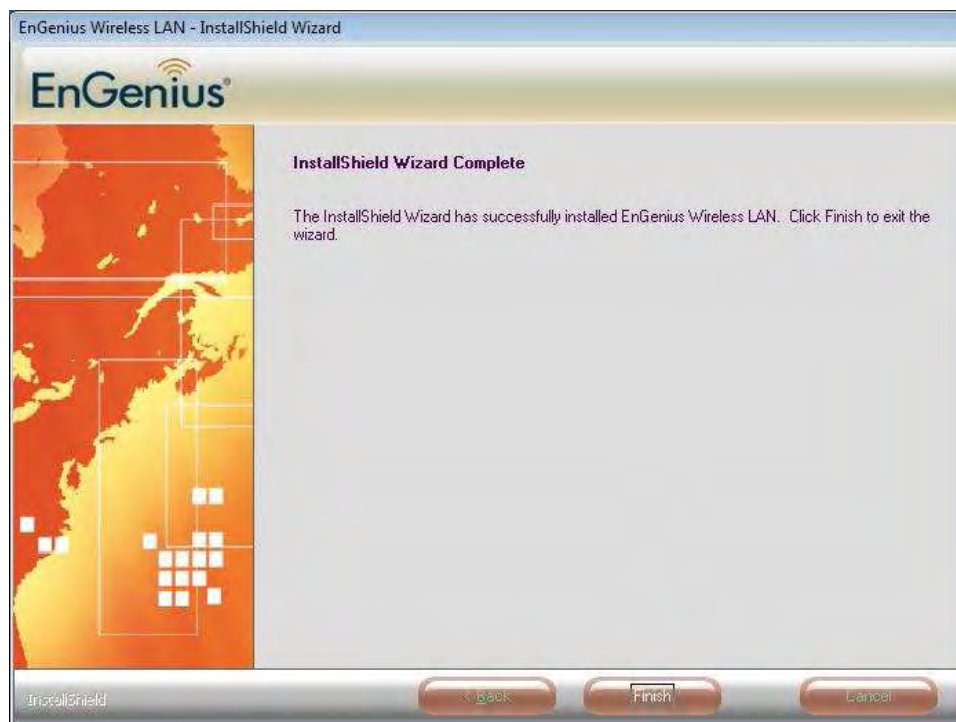 EnGenius Wireless LAN - InstallShield Wizard
EnGenius®
InstallShield Wizard Complete
The InstallShield Wizard has successfully installed EnGenius Wireless LAN. Click Finish to exit the
wizard.
InstallShield
< Back
Finish
Cancel